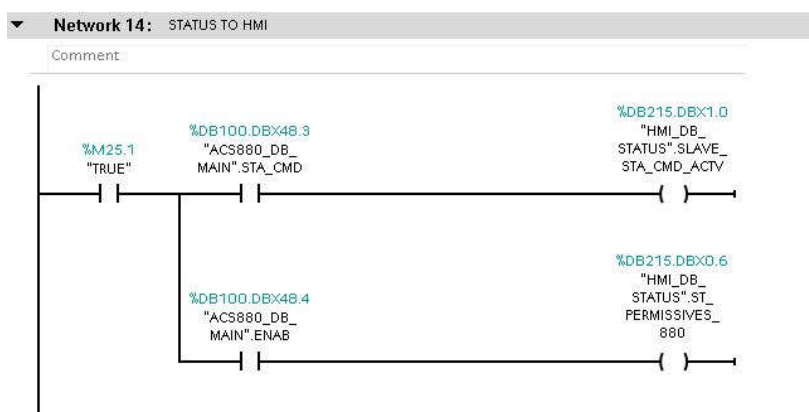 Network 14: STATUS TO HMI
Comment
%M25.1
"TRUE"
%DB100.DBX48.3
"ACS880_DB_
MAIN".STA_CMD
%DB215.DBX1.0
"HMI_DB_
STATUS".SLAVE_
STA_CMD_ACTV
%DB100.DBX48.4
"ACS880_DB_
MAIN".ENAB
%DB215.DBX0.6
"HMI_DB_
STATUS".ST_
PERMISSIVES_
880